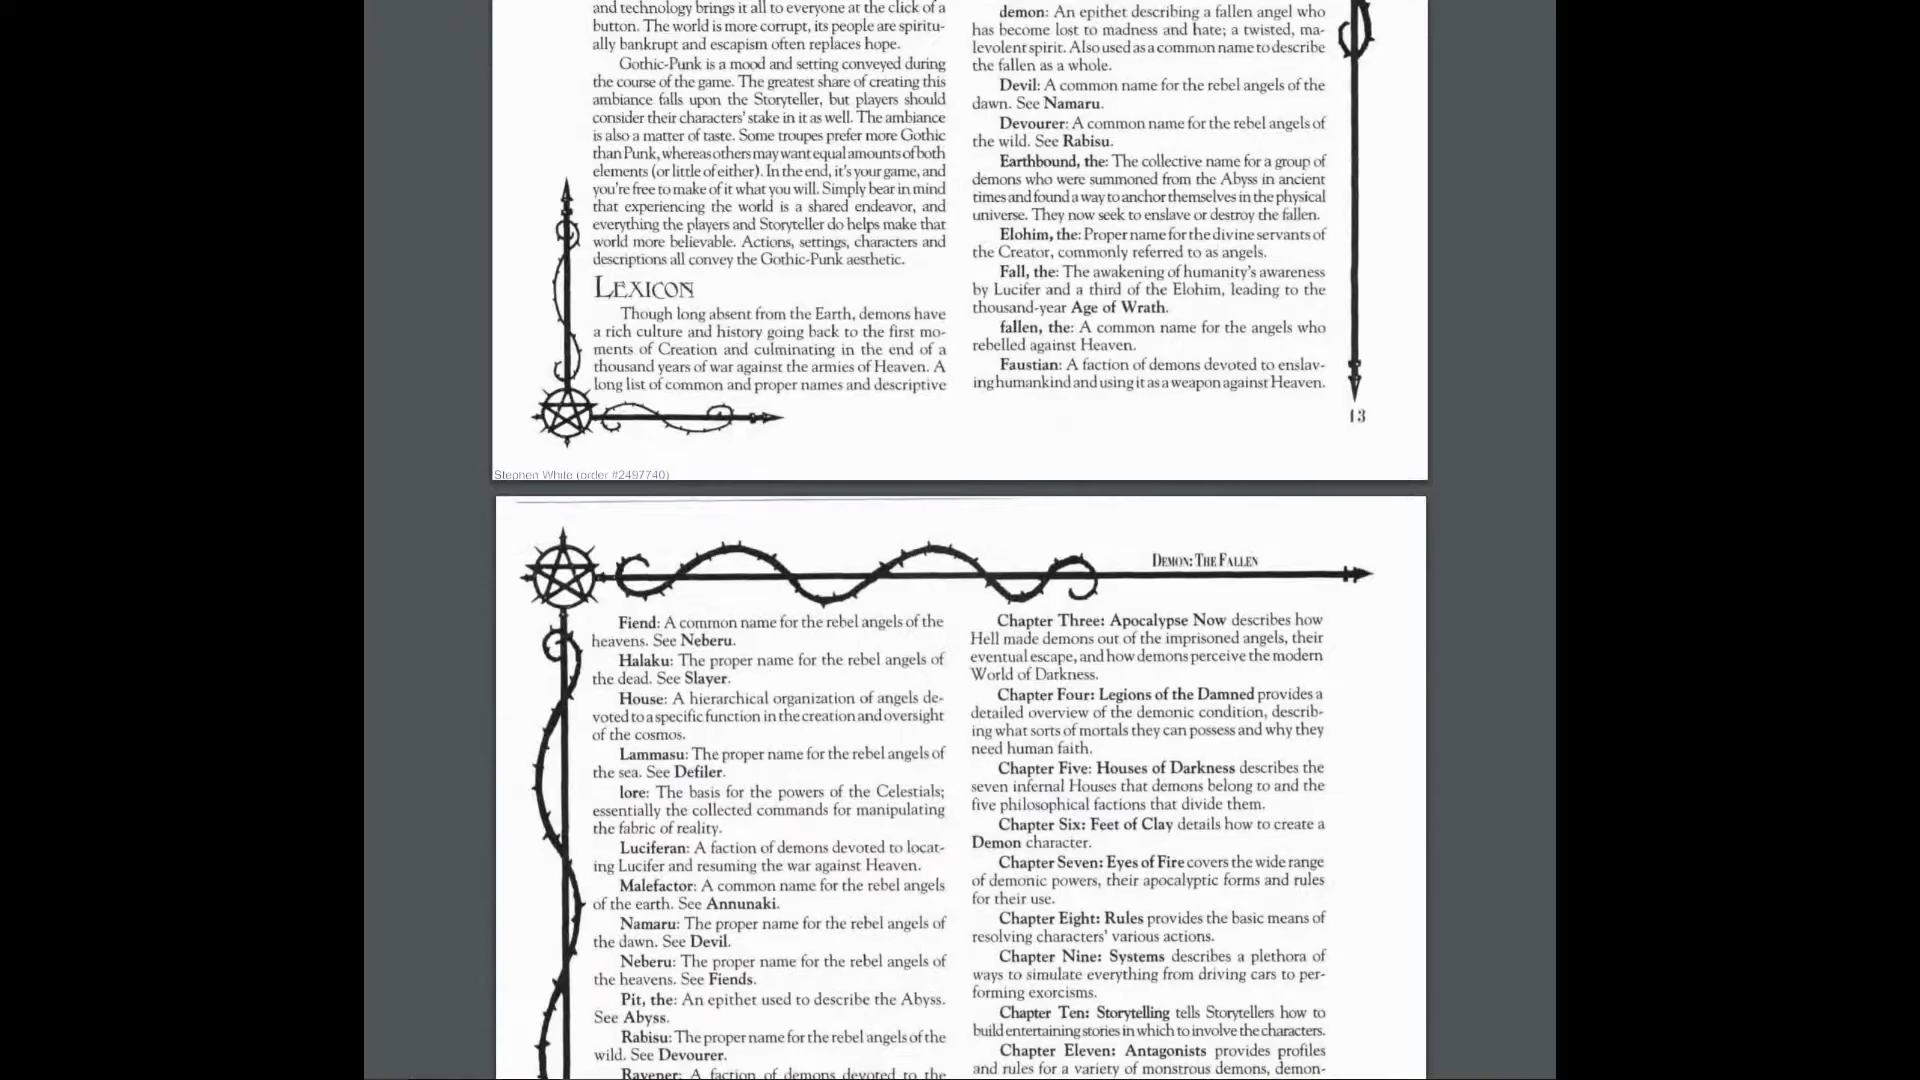 and technology brings it all to everyone at the click of a
button. The world is more corrupt, its people are spiritu-
ally bankrupt and escapism often replaces hope.
Gothic-Punk is a mood and setting conveyed during
the course of the game. The greatest share of creating this
ambiance falls upon the Storyteller, but players should
consider their characters' stake in it as well. The ambiance
is also a matter of taste. Some troupes prefer more Gothic
than Punk, whereas others may want equal amounts of both
elements (or little of either). In the end, it's your game, and
you're free to make of it what you will. Simply bear in mind
that experiencing the world is a shared endeavor, and
everything the players and Storyteller do helps make that
world more believable. Actions, settings, characters and
descriptions all convey the Gothic-Punk aesthetic.
LEXICON
Though long absent from the Earth, demons have
a rich culture and history going back to the first mo-
ments of Creation and culminating in the end of a
thousand years of war against the armies of Heaven. A
long list of common and proper names and descriptive
demon: An epithet describing a fallen angel who
has become lost to madness and hate; a twisted, ma-
levolent spirit. Also used as a common name to describe
the fallen as a whole.
Devil: A common name for the rebel angels of the
dawn. See Namaru.
Devourer: A common name for the rebel angels of
the wild. See Rabisu.
Earthbound, the: The collective name for a group of
demons who were summoned from the Abyss in ancient
times and found a way to anchor themselves in the physical
universe. They now seek to enslave or destroy the fallen.
Elohim, the: Proper name for the divine servants of
the Creator, commonly referred to as angels.
Fall, the: The awakening of humanity's awareness
by Lucifer and a third of the Elohim, leading to the
thousand-year Age of Wrath.
fallen, the: A common name for the angels who
rebelled against Heaven.
Faustian: A faction of demons devoted to enslav-
ing humankind and using it as a weapon against Heaven.
13
Stephen White (order #2497740)
DEMON: THE FALLEN
Fiend: A common name for the rebel angels of the
heavens. See Neberu.
Halaku: The proper name for the rebel angels of
the dead. See Slayer.
House: A hierarchical organization of angels de-
voted to a specific function in the creation and oversight
of the cosmos.
Lammasu: The proper name for the rebel angels of
the sea. See Defiler.
lore: The basis for the powers of the Celestials;
essentially the collected commands for manipulating
the fabric of reality.
Luciferan: A faction of demons devoted to locat-
ing Lucifer and resuming the war against Heaven.
Malefactor: A common name for the rebel angels
of the earth. See Annunaki.
Namaru: The proper name for the rebel angels of
the dawn. See Devil.
Neberu: The proper name for the rebel angels of
the heavens. See Fiends.
Pit, the: An epithet used to describe the Abyss.
See Abyss.
Rabisu: The proper name for the rebel angels of the
wild. See Devourer.
Ravener: A faction of demons devoted to the
Chapter Three: Apocalypse Now describes how
Hell made demons out of the imprisoned angels, their
eventual escape, and how demons perceive the modern
World of Darkness.
Chapter Four: Legions of the Damned provides a
detailed overview of the demonic condition, describ-
ing what sorts of mortals they can possess and why they
need human faith.
Chapter Five: Houses of Darkness describes the
seven infernal Houses that demons belong to and the
five philosophical factions that divide them.
Chapter Six: Feet of Clay details how to create a
Demon character.
Chapter Seven: Eyes of Fire covers the wide range
of demonic powers, their apocalyptic forms and rules
for their use.
Chapter Eight: Rules provides the basic means of
resolving characters' various actions.
Chapter Nine: Systems describes a plethora of
ways to simulate everything from driving cars to per-
forming exorcisms.
Chapter Ten: Storytelling tells Storytellers how to
build entertaining stories in which to involve the characters.
Chapter Eleven: Antagonists provides profiles
and rules for a variety of monstrous demons, demon-